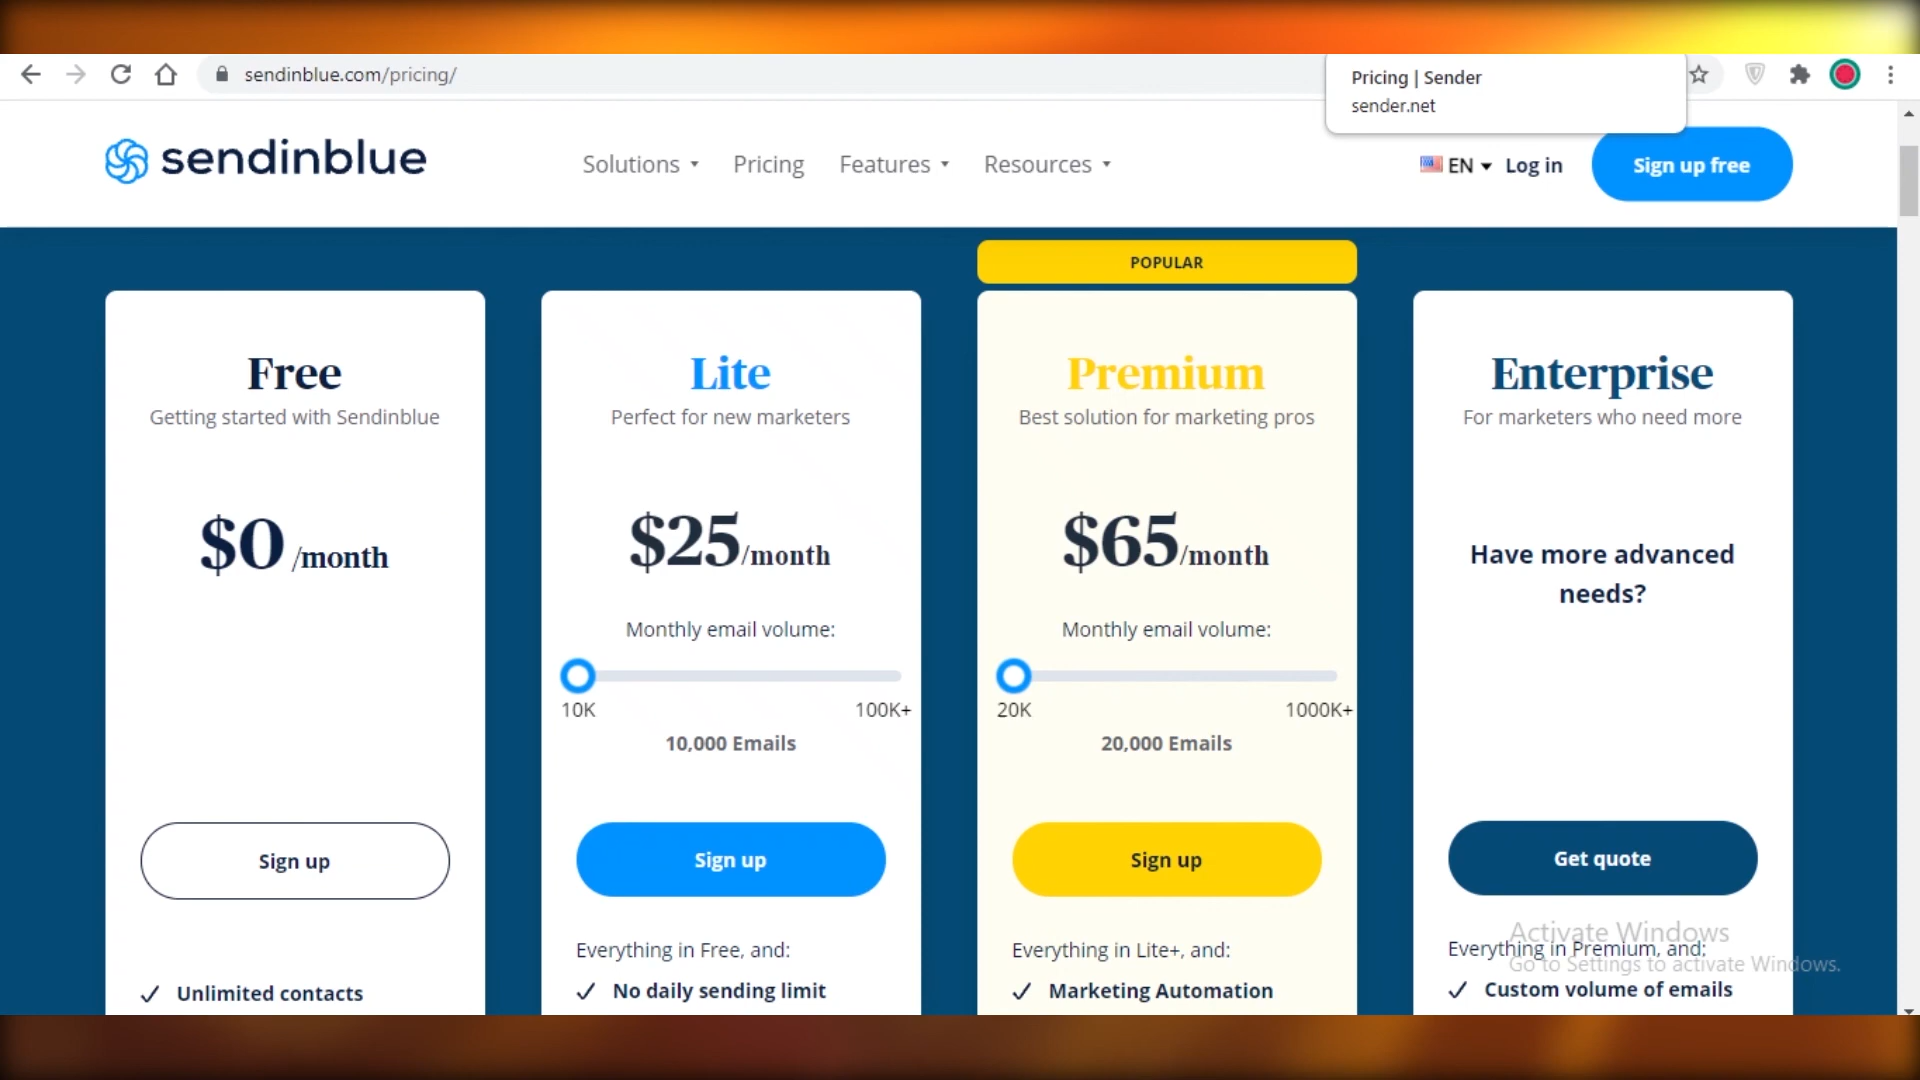 sendinblue.com/pricing/
Pricing | Sender
sender.net
sendinblue
Solutions
Pricing
Features
Resources
EN
Log in
Sign up free
POPULAR
Free
Getting started with Sendinblue
$0 /month
Sign up
Unlimited contacts
Lite
Perfect for new marketers
$25/month
Monthly email volume:
10K 100K+
10,000 Emails
Sign up
Everything in Free, and:
No daily sending limit
Premium
Best solution for marketing pros
$65/month
Monthly email volume:
20K 1000K+
20,000 Emails
Sign up
Everything in Lite+, and:
Marketing Automation
Enterprise
For marketers who need more
Have more advanced
needs?
Get quote
Everything in Premium, and:
Custom volume of emails
Activate Windows
Go to Settings to activate Windows.